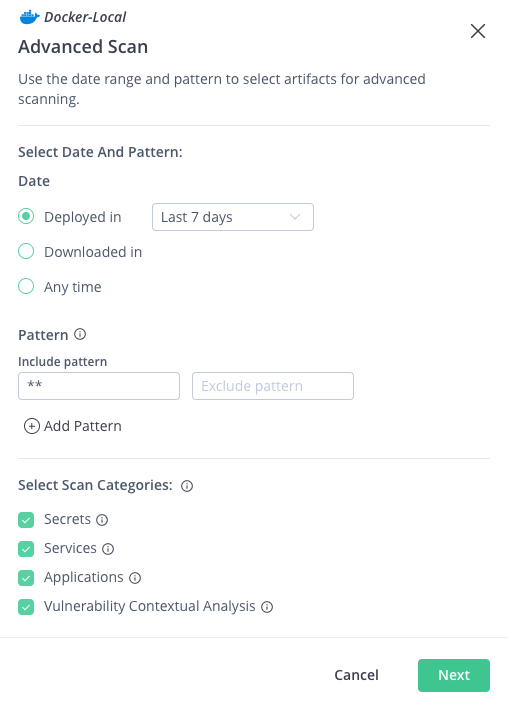 Docker-Local
Advanced Scan
Use the date range and pattern to select artifacts for advanced
scanning.
Select Date And Pattern:
Date
Deployed in
Last 7 days
Downloaded in
Any time
Pattern
Include pattern
**
Exclude pattern
Add Pattern
Select Scan Categories:
Secrets
Services
Applications
Vulnerability Contextual Analysis
Cancel
Next